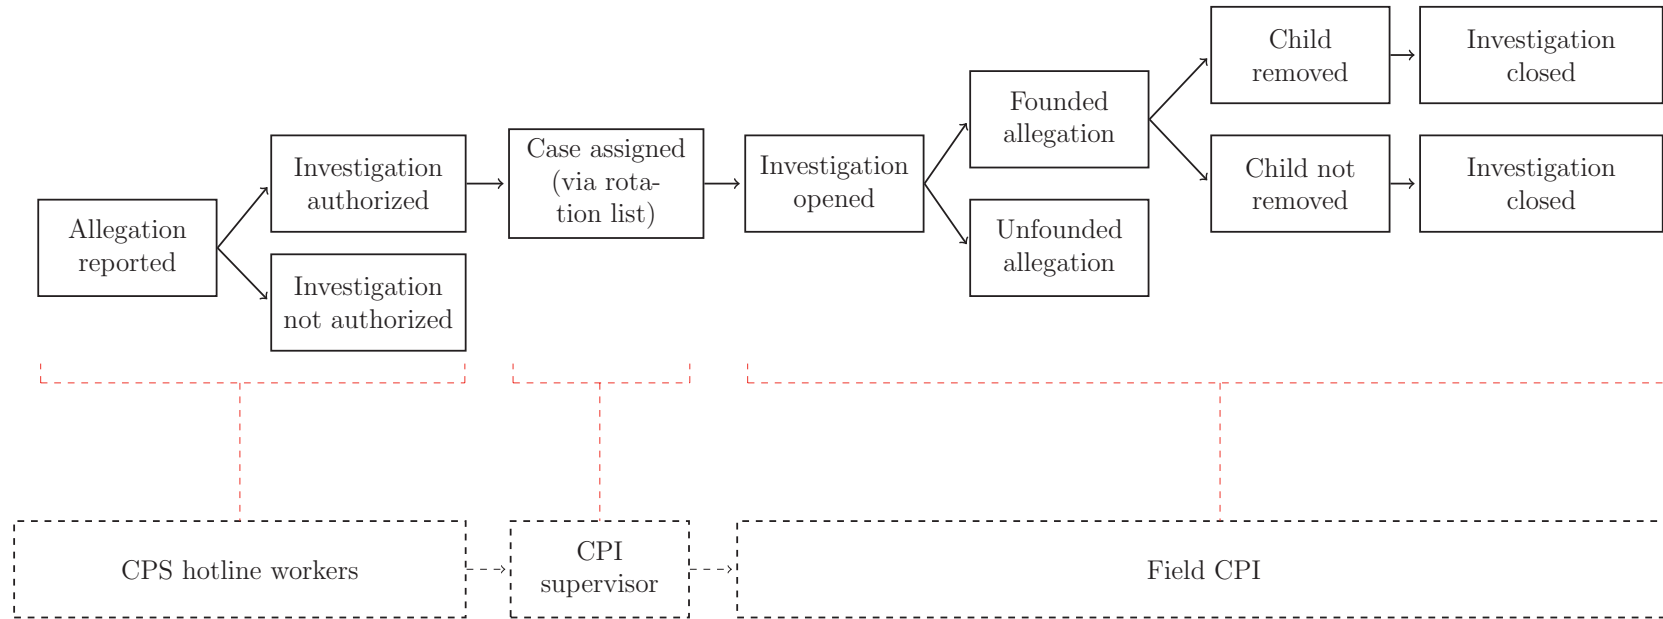 Allegation
reported
Investigation
authorized
Investigation
not authorized
Case assigned
(via rota-
tion list)
Investigation
opened
Founded
allegation
Unfounded
allegation
Child
removed
Investigation
closed
Child not
removed
Investigation
closed
CPS hotline workers
CPI
supervisor
Field CPI